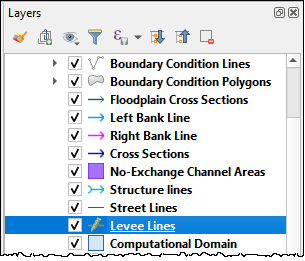 Layers
Boundary Condition Lines
Boundary Condition Polygons
Floodplain Cross Sections
Left Bank Line
Right Bank Line
Cross Sections
No-Exchange Channel Areas
Structure lines
Street Lines
Levee Lines
Computational Domain